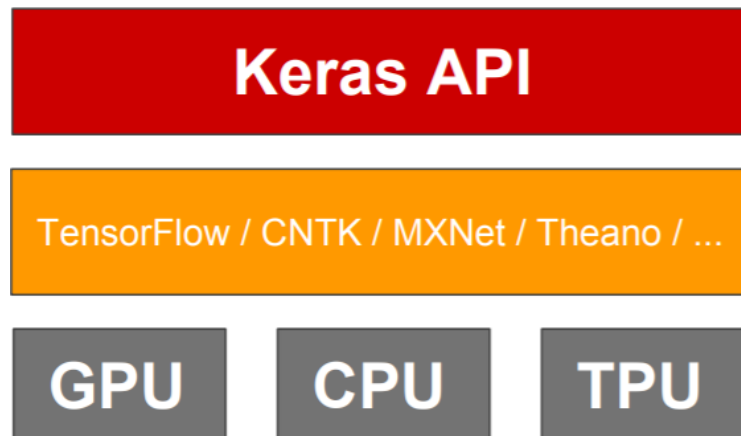 Keras API
TensorFlow / CNTK / MXNet / Theano / ...
GPU CPU TPU